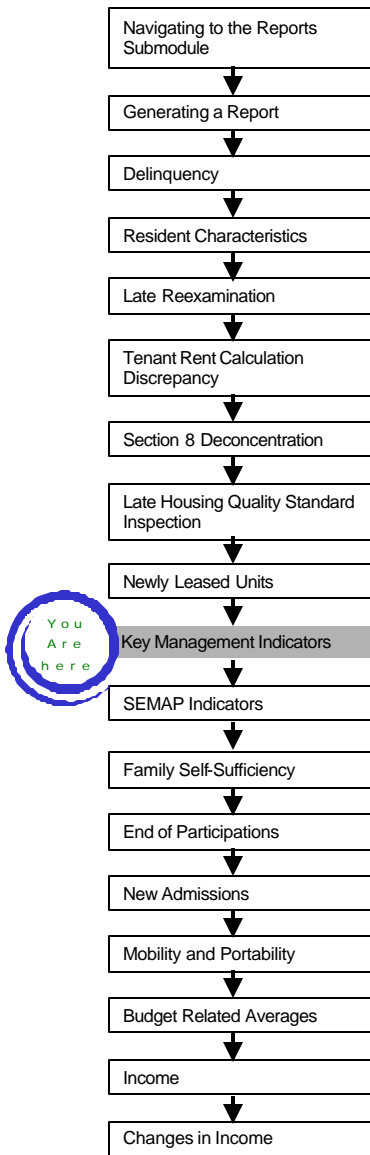 Navigating to the Reports
Submodule
Generating a Report
Delinquency
Resident Characteristics
Late Reexamination
Tenant Rent Calculation
Discrepancy
Section 8 Deconcentration
Late Housing Quality Standard
Inspection
Newly Leased Units
You
Are
here
Key Management Indicators
SEMAP Indicators
Family Self-Sufficiency
End of Participations
New Admissions
Mobility and Portability
Budget Related Averages
Income
Changes in Income